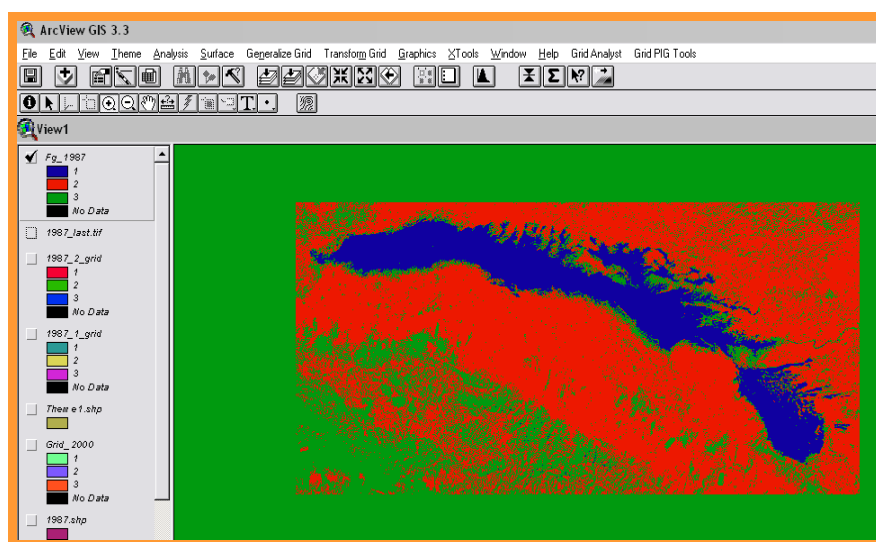 ArcView GIS 3.3
File Edit View Theme Analysis Surface Generalize Grid Transform Grid Graphics XTools Window Help Grid Analyst Grid PIG Tools
View1
Fg_1987
1
2
3
No Data
1987_last.tif
1987_2_grid
1
2
3
No Data
1987_1_grid
1
2
3
No Data
Theme1.shp
Grid_2000
1
2
3
No Data
1987.shp